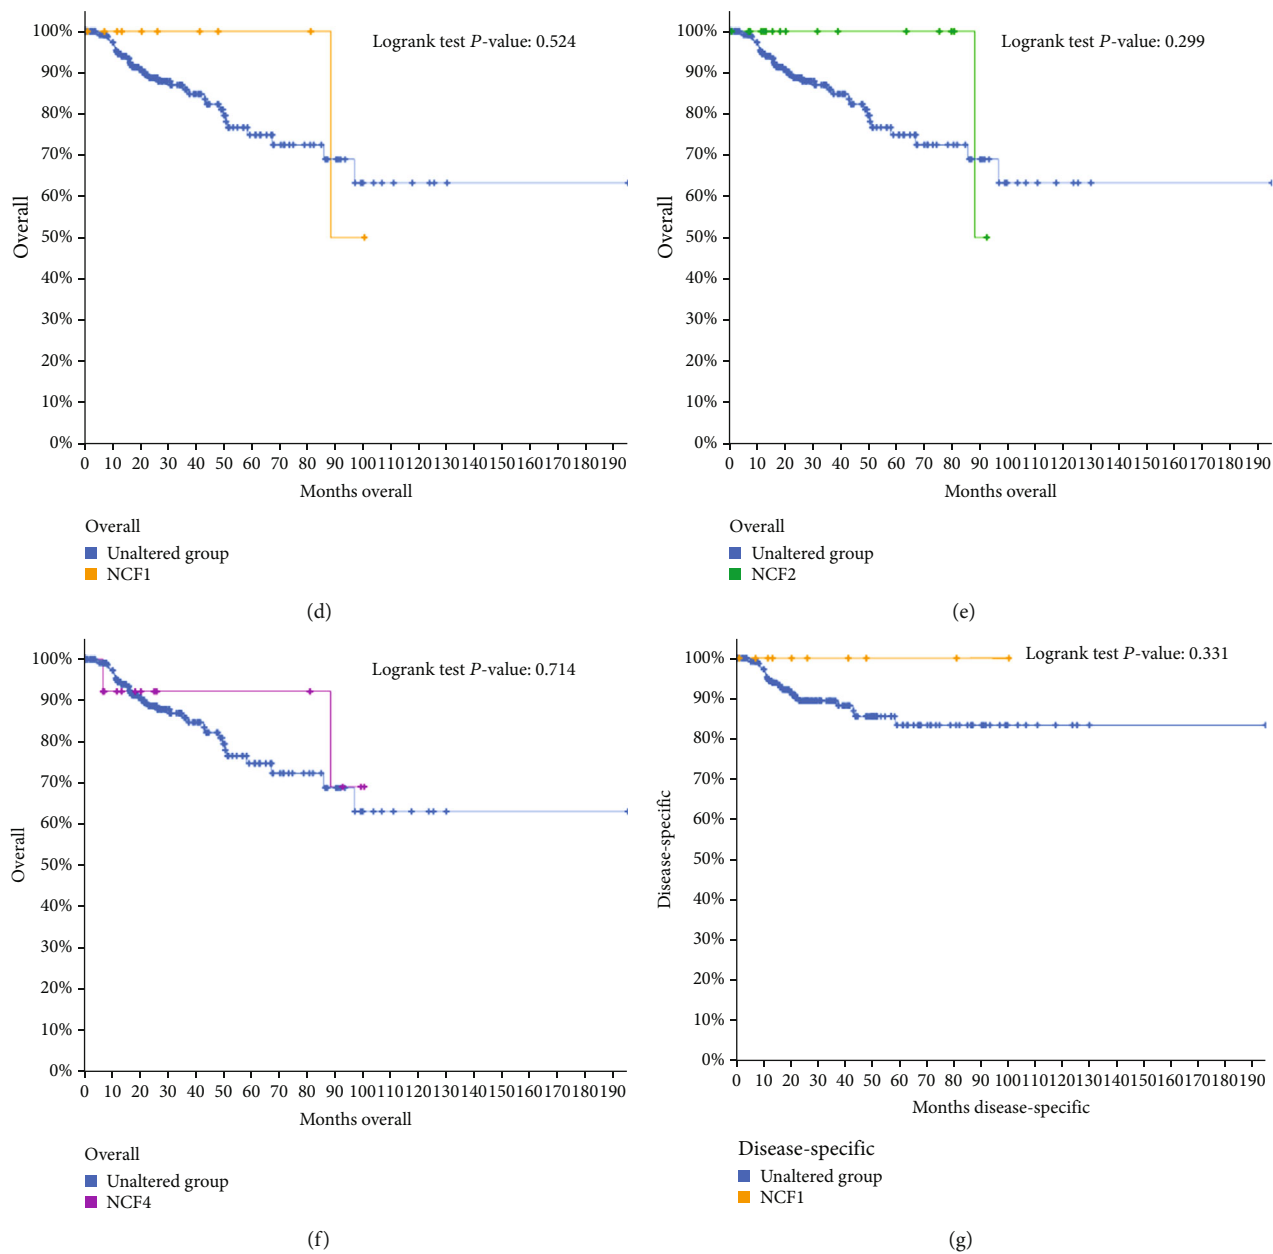 100%
90%
80%
70%
60%
50%
40%
30%
20%
10%
0%
Overall
Logrank test P-value: 0.524
0 10 20 30 40 50 60 70 80 90 100 110 120 130 140 150 160 170 180 190
Months overall
Overall
Unaltered group
NCF1
(d)
100%
90%
80%
70%
60%
50%
40%
30%
20%
10%
0%
Overall
Logrank test P-value: 0.299
0 10 20 30 40 50 60 70 80 90 100 110 120 130 140 150 160 170 180 190
Months overall
Overall
Unaltered group
NCF2
(e)
100%
90%
80%
70%
60%
50%
40%
30%
20%
10%
0%
Overall
Logrank test P-value: 0.714
0 10 20 30 40 50 60 70 80 90 100 110 120 130 140 150 160 170 180 190
Months overall
Overall
Unaltered group
NCF4
(f)
100%
90%
80%
70%
60%
50%
40%
30%
20%
10%
0%
Disease-specific
Logrank test P-value: 0.331
0 10 20 30 40 50 60 70 80 90 100 110 120 130 140 150 160 170 180 190
Months disease-specific
Disease-specific
Unaltered group
NCF1
(g)